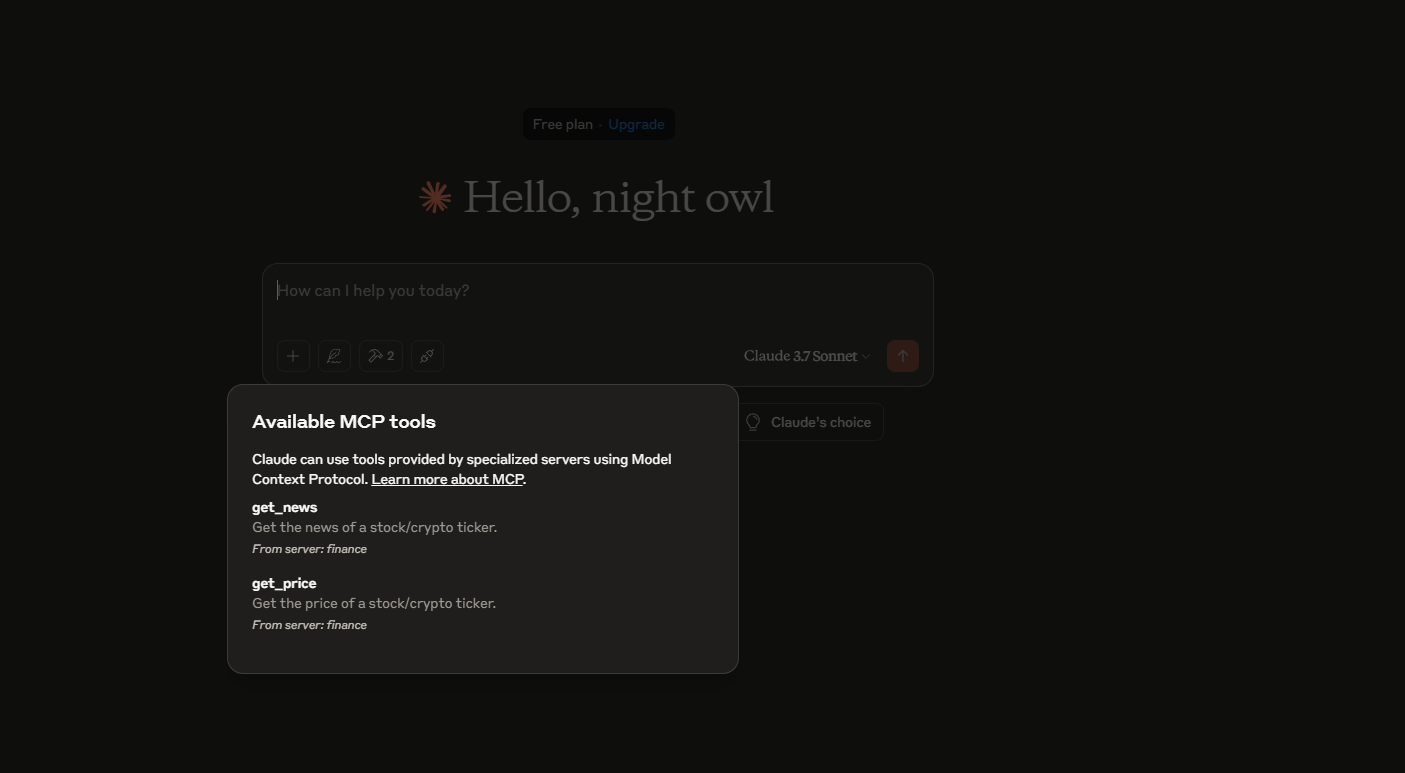 Free plan · Upgrade
Hello, night owl
How can I help you today?
2
Claude 3.7 Sonnet
Claude's choice
Available MCP tools
Claude can use tools provided by specialized servers using Model
Context Protocol. Learn more about MCP.
get_news
Get the news of a stock/crypto ticker.
From server: finance
get_price
Get the price of a stock/crypto ticker.
From server: finance